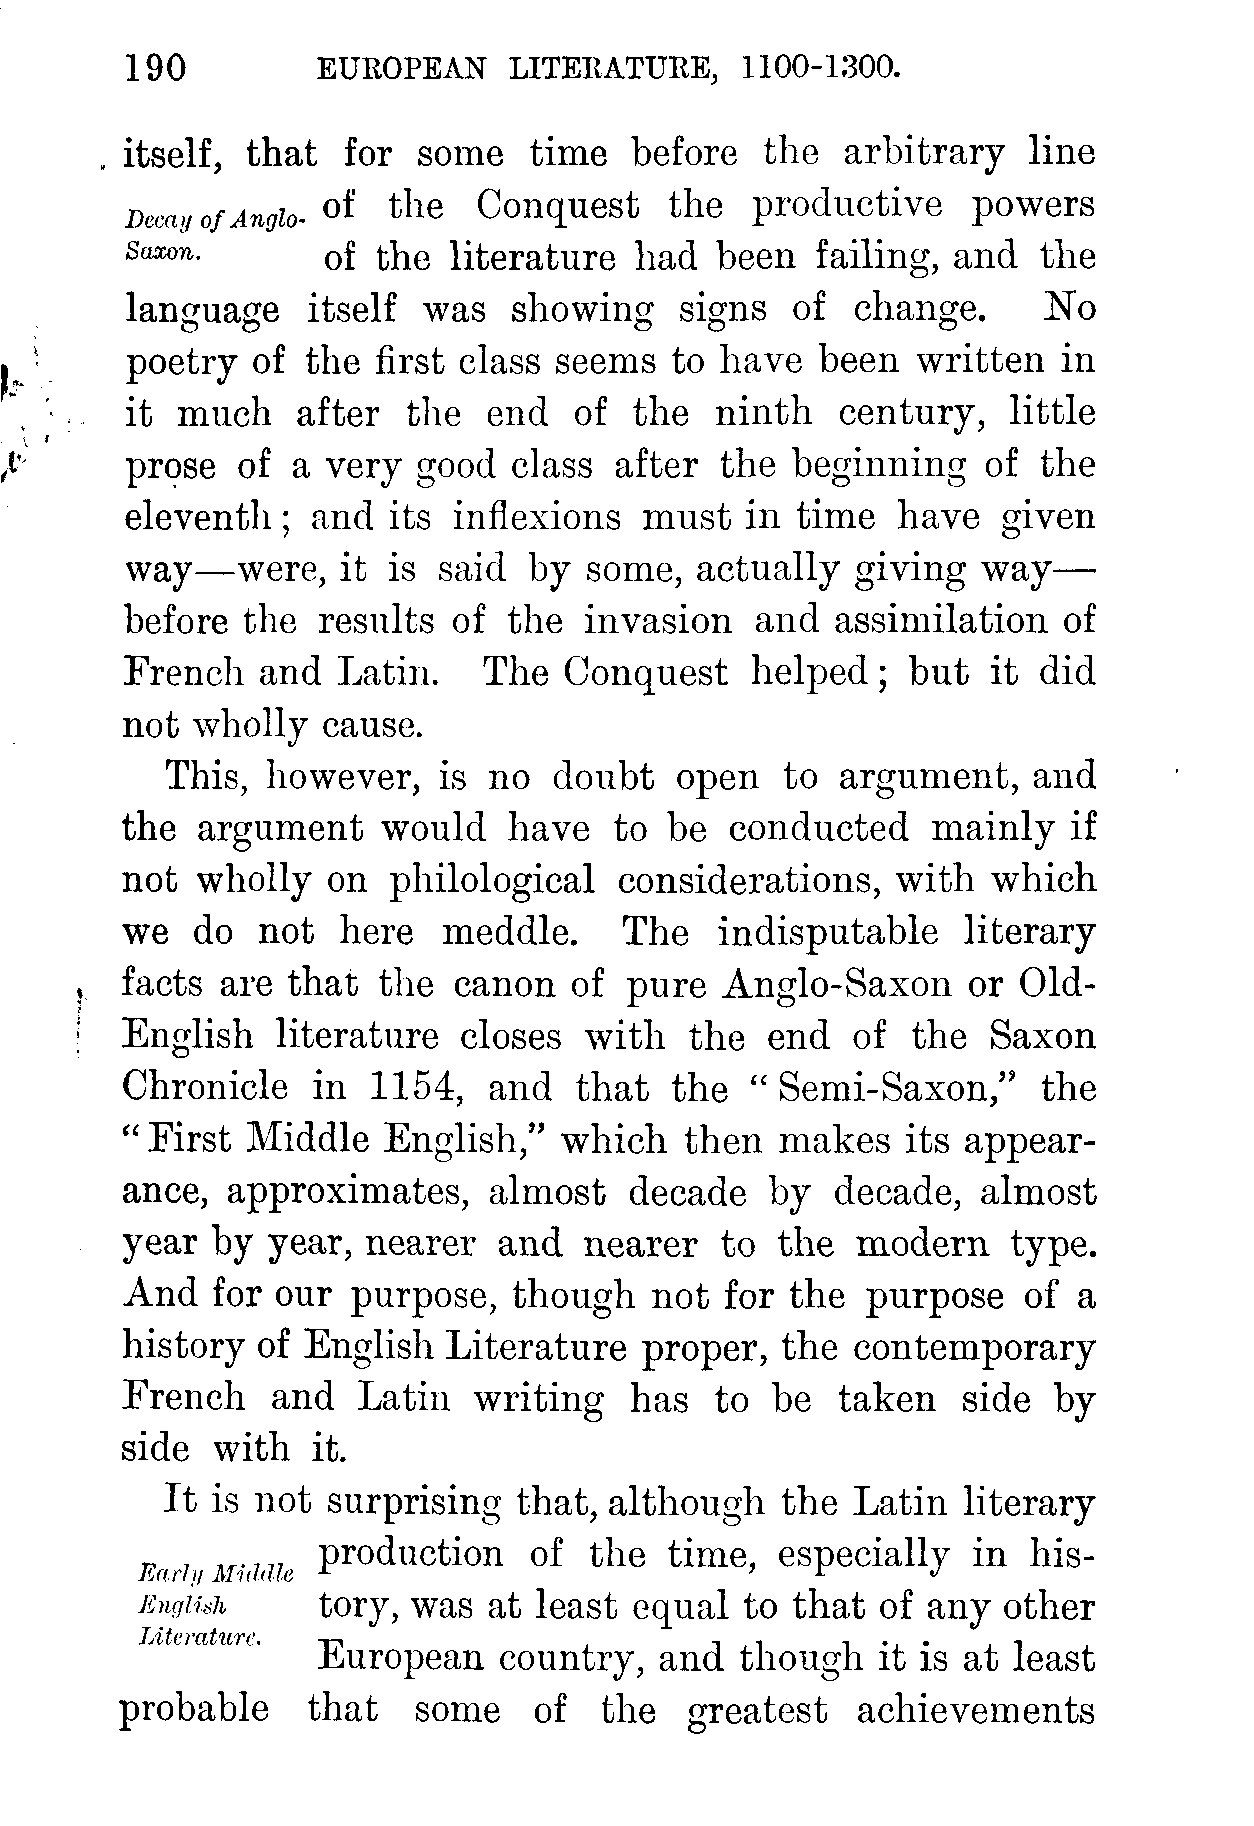 190 EUROPEAN LITERATURE, 1100-1300.
itself, that for some time before the arbitrary line
Decay of Anglo- of the Conquest the productive powers
Saxon. of the literature had been failing, and the
language itself was showing signs of change. No
poetry of the first class seems to have been written in
it much after the end of the ninth century, little
prose of a very good class after the beginning of the
eleventh ; and its inflexions must in time have given
way—were, it is said by some, actually giving way—
before the results of the invasion and assimilation of
French and Latin. The Conquest helped ; but it did
not wholly cause.
This, however, is no doubt open to argument, and
the argument would have to be conducted mainly if
not wholly on philological considerations, with which
we do not here meddle. The indisputable literary
facts are that the canon of pure Anglo-Saxon or Old-
English literature closes with the end of the Saxon
Chronicle in 1154, and that the “ Semi-Saxon,” the
“ First Middle English,” which then makes its appear-
ance, approximates, almost decade by decade, almost
year by year, nearer and nearer to the modern type.
And for our purpose, though not for the purpose of a
history of English Literature proper, the contemporary
French and Latin writing has to be taken side by
side with it.
It is not surprising that, although the Latin literary
Early Middle production of the time, especially in his-
English tory, was at least equal to that of any other
Literature. European country, and though it is at least
probable that some of the greatest achievements